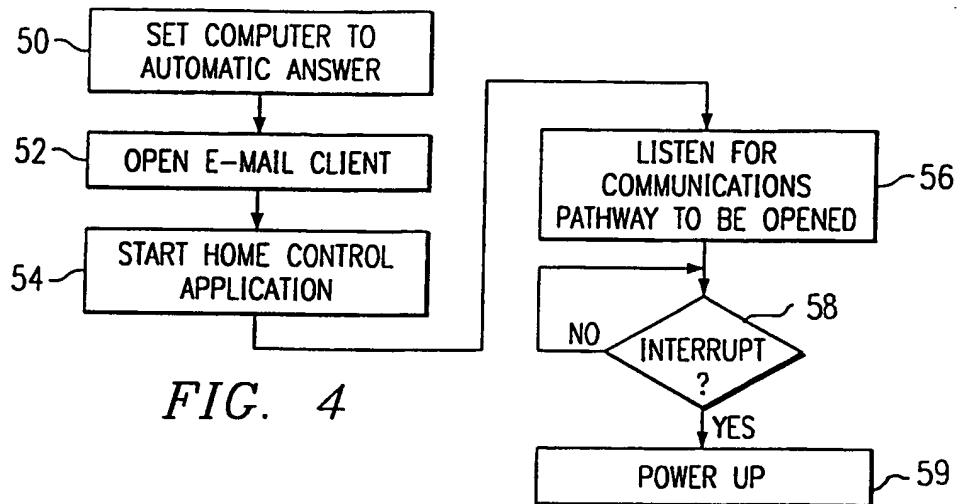 50
SET COMPUTER TO
AUTOMATIC ANSWER
52
OPEN E-MAIL CLIENT
54
START HOME CONTROL
APPLICATION
LISTEN FOR
COMMUNICATIONS
PATHWAY TO BE OPENED
56
58
NO
INTERRUPT
?
YES
POWER UP
59
FIG. 4